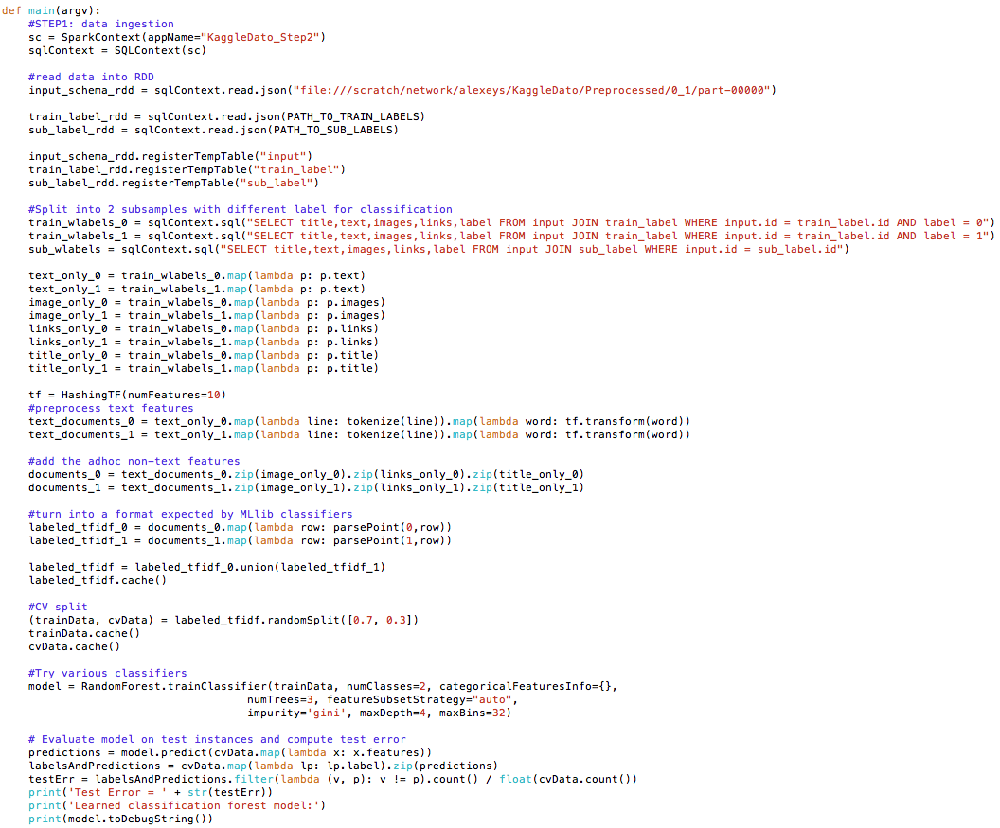 def main(argv):
    #STEP1: data ingestion
    sc = SparkContext(appName="KaggleDato_Step2")
    sqlContext = SQLContext(sc)

    #read data into RDD
    input_schema_rdd = sqlContext.read.json("file:///scratch/network/alexeys/KaggleDato/Preprocessed/0_1/part-00000")

    train_label_rdd = sqlContext.read.json(PATH_TO_TRAIN_LABELS)
    sub_label_rdd = sqlContext.read.json(PATH_TO_SUB_LABELS)

    input_schema_rdd.registerTempTable("input")
    train_label_rdd.registerTempTable("train_label")
    sub_label_rdd.registerTempTable("sub_label")

    #Split into 2 subsamples with different label for classification
    train_wlabels_0 = sqlContext.sql("SELECT title,text,images,links,label FROM input JOIN train_label WHERE input.id = train_label.id AND label = 0")
    train_wlabels_1 = sqlContext.sql("SELECT title,text,images,links,label FROM input JOIN train_label WHERE input.id = train_label.id AND label = 1")
    sub_wlabels = sqlContext.sql("SELECT title,text,images,links,label FROM input JOIN sub_label WHERE input.id = sub_label.id")

    text_only_0 = train_wlabels_0.map(lambda p: p.text)
    text_only_1 = train_wlabels_1.map(lambda p: p.text)
    image_only_0 = train_wlabels_0.map(lambda p: p.images)
    image_only_1 = train_wlabels_1.map(lambda p: p.images)
    links_only_0 = train_wlabels_0.map(lambda p: p.links)
    links_only_1 = train_wlabels_1.map(lambda p: p.links)
    title_only_0 = train_wlabels_0.map(lambda p: p.title)
    title_only_1 = train_wlabels_1.map(lambda p: p.title)

    tf = HashingTF(numFeatures=10)
    #preprocess text features
    text_documents_0 = text_only_0.map(lambda line: tokenize(line)).map(lambda word: tf.transform(word))
    text_documents_1 = text_only_1.map(lambda line: tokenize(line)).map(lambda word: tf.transform(word))

    #add the adhoc non-text features
    documents_0 = text_documents_0.zip(image_only_0).zip(links_only_0).zip(title_only_0)
    documents_1 = text_documents_1.zip(image_only_1).zip(links_only_1).zip(title_only_1)

    #turn into a format expected by MLlib classifiers
    labeled_tfidf_0 = documents_0.map(lambda row: parsePoint(0,row))
    labeled_tfidf_1 = documents_1.map(lambda row: parsePoint(1,row))

    labeled_tfidf = labeled_tfidf_0.union(labeled_tfidf_1)
    labeled_tfidf.cache()

    #CV split
    (trainData, cvData) = labeled_tfidf.randomSplit([0.7, 0.3])
    trainData.cache()
    cvData.cache()

    #Try various classifiers
    model = RandomForest.trainClassifier(trainData, numClasses=2, categoricalFeaturesInfo={},
                                     numTrees=3, featureSubsetStrategy="auto",
                                     impurity='gini', maxDepth=4, maxBins=32)

    # Evaluate model on test instances and compute test error
    predictions = model.predict(cvData.map(lambda x: x.features))
    labelsAndPredictions = cvData.map(lambda lp: lp.label).zip(predictions)
    testErr = labelsAndPredictions.filter(lambda (v, p): v != p).count() / float(cvData.count())
    print('Test Error = ' + str(testErr))
    print('Learned classification forest model:')
    print(model.toDebugString())